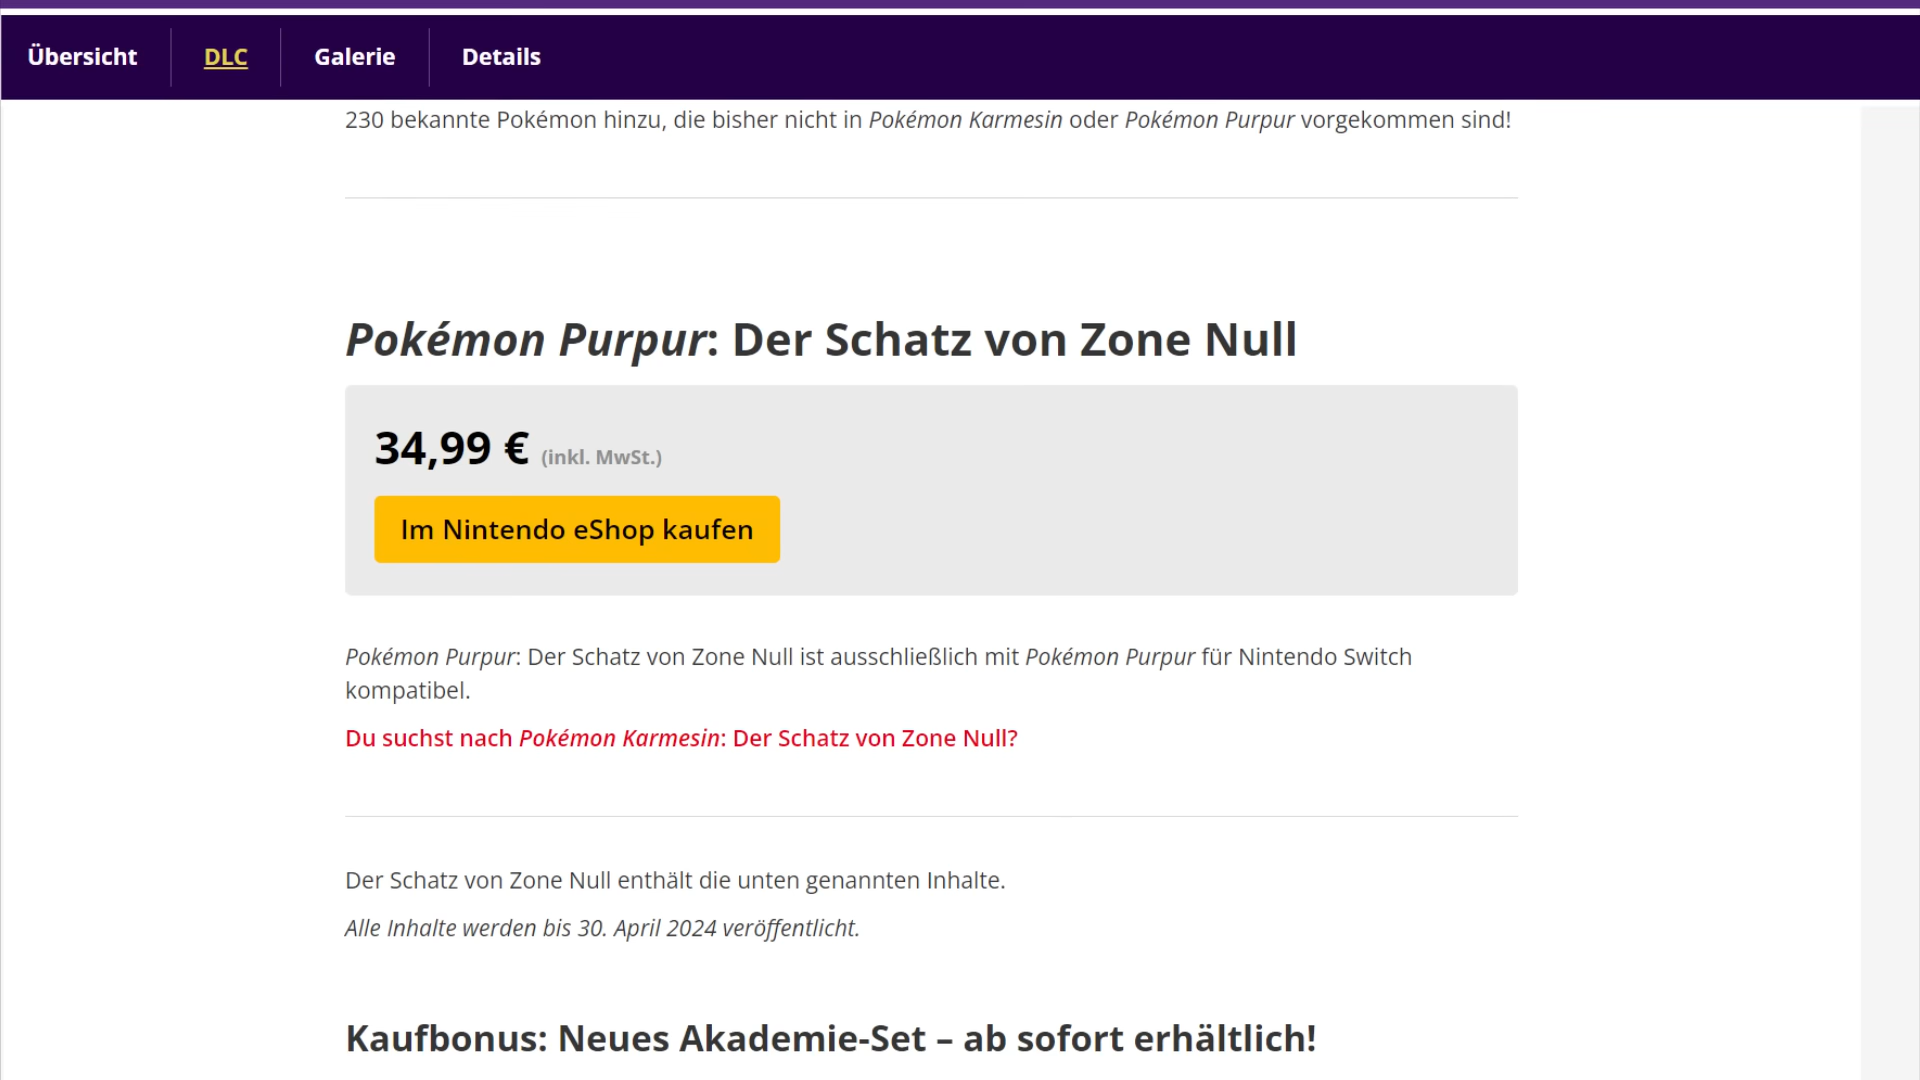 Übersicht
DLC
Galerie
Details
230 bekannte Pokémon hinzu, die bisher nicht in Pokémon Karmesin oder Pokémon Purpur vorgekommen sind!
Pokémon Purpur: Der Schatz von Zone Null
34,99 € (inkl. MwSt.)
Im Nintendo eShop kaufen
Pokémon Purpur: Der Schatz von Zone Null ist ausschließlich mit Pokémon Purpur für Nintendo Switch
kompatibel.
Du suchst nach Pokémon Karmesin: Der Schatz von Zone Null?
Der Schatz von Zone Null enthält die unten genannten Inhalte.
Alle Inhalte werden bis 30. April 2024 veröffentlicht.
Kaufbonus: Neues Akademie-Set – ab sofort erhältlich!